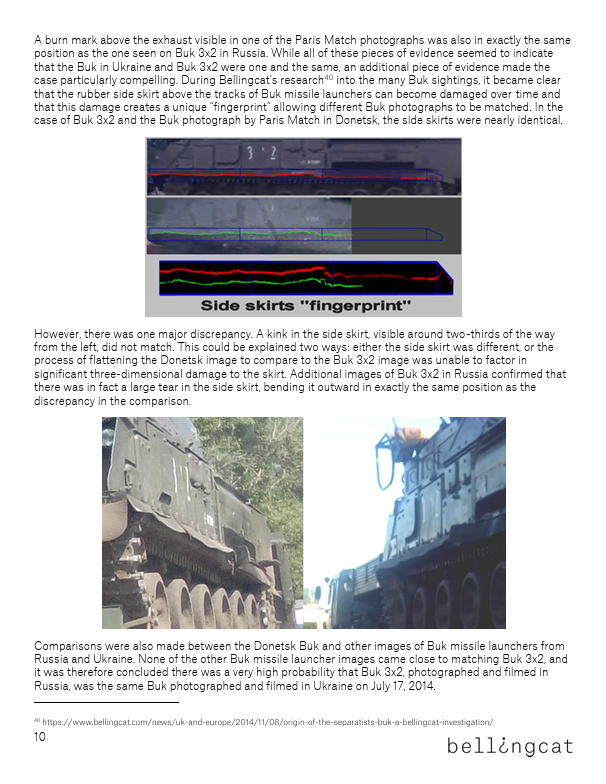 A burn mark above the exhaust visible in one of the Paris Match photographs was also in exactly the same
position as the one seen on Buk 3x2 in Russia. While all of these pieces of evidence seemed to indicate
that the Buk in Ukraine and Buk 3x2 were one and the same, an additional piece of evidence made the
case particularly compelling. During Bellingcat's research⁴⁰ into the many Buk sightings, it became clear
that the rubber side skirt above the tracks of Buk missile launchers can become damaged over time and
that this damage creates a unique "fingerprint" allowing different Buk photographs to be matched. In the
case of Buk 3x2 and the Buk photograph by Paris Match in Donetsk, the side skirts were nearly identical.
3 2
Side skirts "fingerprint"
However, there was one major discrepancy. A kink in the side skirt, visible around two-thirds of the way
from the left, did not match. This could be explained two ways: either the side skirt was different, or the
process of flattening the Donetsk image to compare to the Buk 3x2 image was unable to factor in
significant three-dimensional damage to the skirt. Additional images of Buk 3x2 in Russia confirmed that
there was in fact a large tear in the side skirt, bending it outward in exactly the same position as the
discrepancy in the comparison.
Comparisons were also made between the Donetsk Buk and other images of Buk missile launchers from
Russia and Ukraine. None of the other Buk missile launcher images came close to matching Buk 3x2, and
it was therefore concluded there was a very high probability that Buk 3x2, photographed and filmed in
Russia, was the same Buk photographed and filmed in Ukraine on July 17, 2014.
⁴⁰ https://www.bellingcat.com/news/uk-and-europe/2014/11/08/origin-of-the-separatists-buk-a-bellingcat-investigation/
10
bellingcat